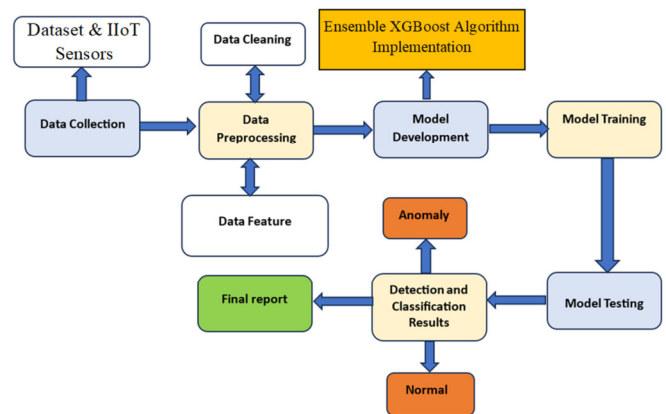 Dataset & IIoT
Sensors
Data Cleaning
Ensemble XGBoost Algorithm
Implementation
Data Collection
Data
Preprocessing
Model
Development
Model Training
Data Feature
Anomaly
Final report
Detection and
Classification
Results
Model Testing
Normal